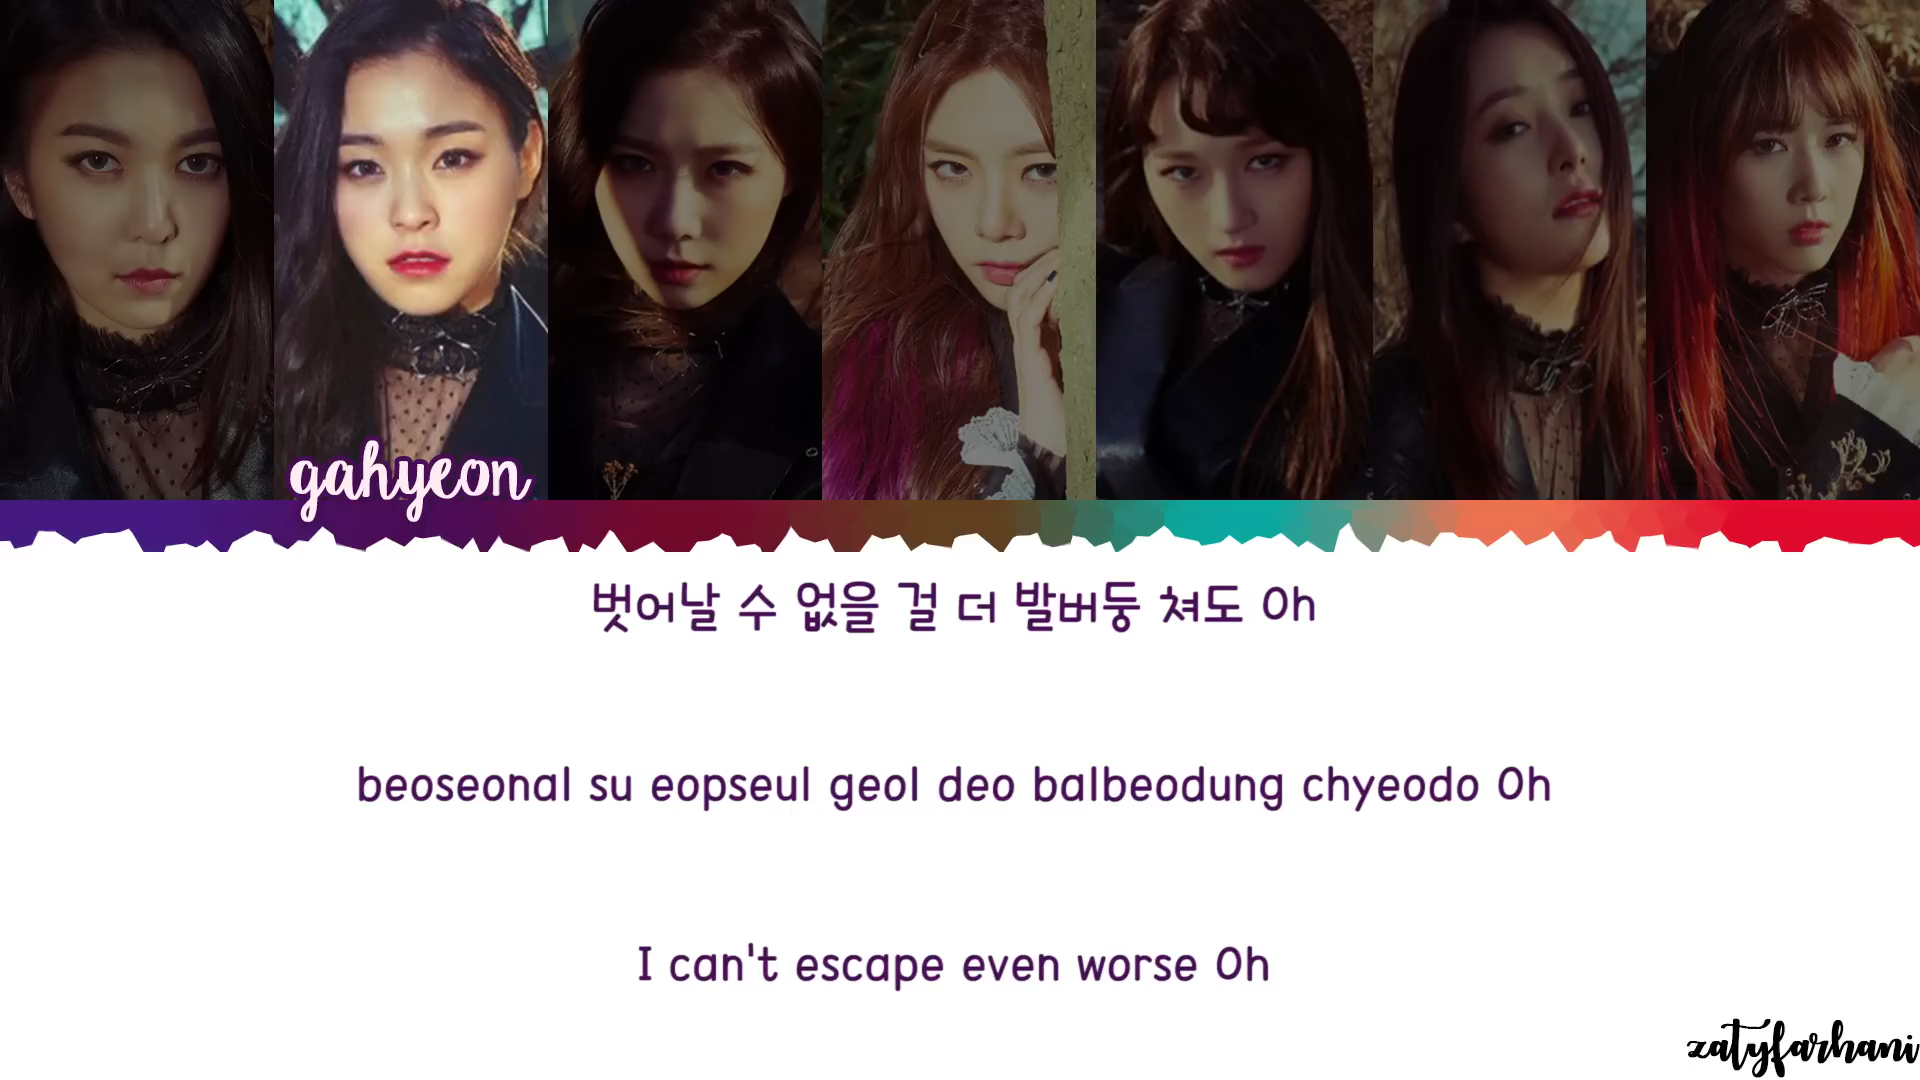 gahyeon
벗어날 수 없을 걸 더 발버둥 쳐도 Oh
beoseonal su eopseul geol deo balbeodung chyeodo Oh
I can't escape even worse Oh
zatyfarhani